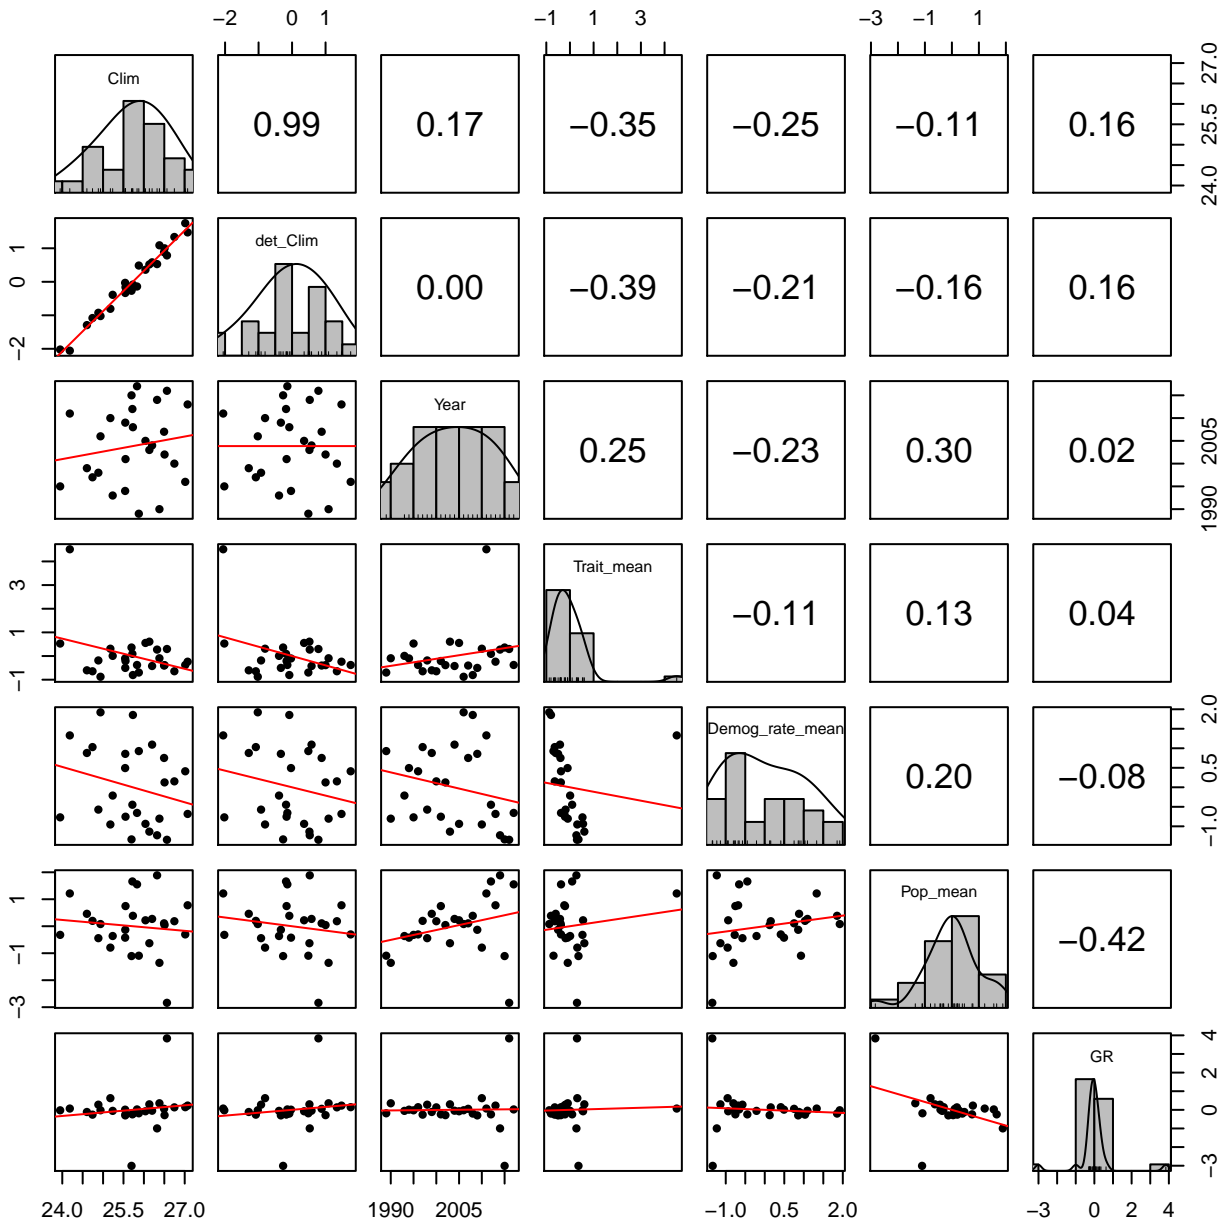 −2 0 1 −1 1 3 −3 −1 1
Clim 0.99 0.17 −0.35 −0.25 −0.11 0.16 24.0 25.5 27.0
−2 0 1 det_Clim 0.00 −0.39 −0.21 −0.16 0.16
Year 0.25 −0.23 0.30 0.02 1990 2005
−1 1 3 Trait_mean −0.11 0.13 0.04
Demog_rate_mean 0.20 −0.08 −1.0 0.5 2.0
−3 −1 1 Pop_mean −0.42
GR −3 0 2 4
24.0 25.5 27.0 1990 2005 −1.0 0.5 2.0 −3 0 2 4